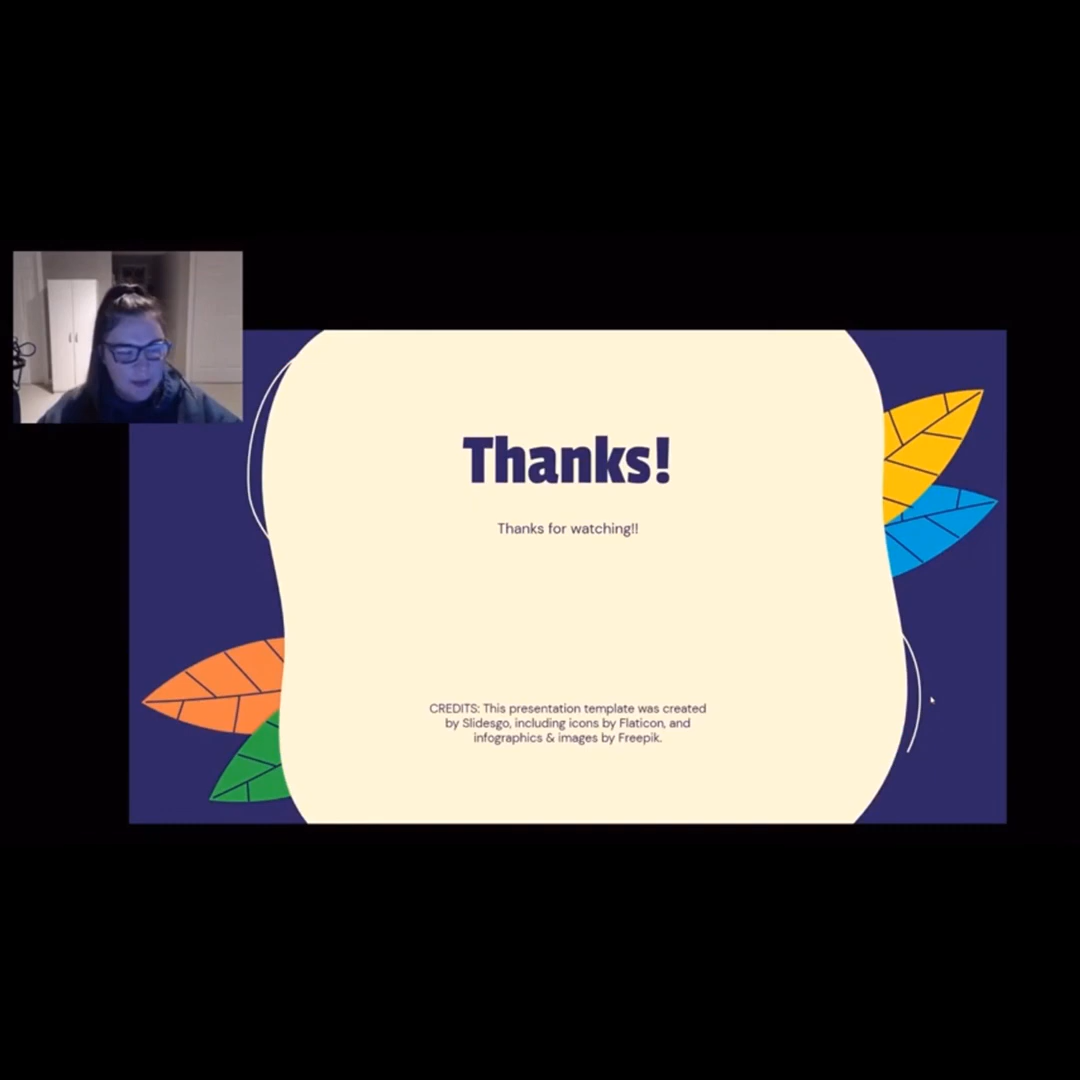 Thanks!
Thanks for watching!!
CREDITS: This presentation template was created
by Slidesgo, including icons by Flaticon, and
infographics & images by Freepik.